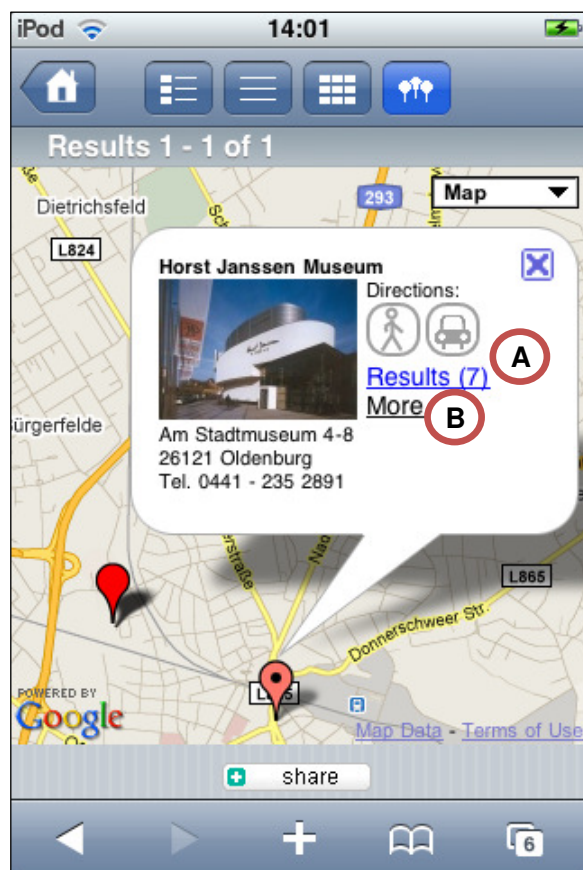 iPod 14:01
Results 1 - 1 of 1
Dietrichsfeld
293
Map
L824
Horst Janssen Museum
Directions:
A
Results (7)
More
B
Am Stadtmuseum 4-8
26121 Oldenburg
Tel. 0441 - 235 2891
ürgerfelde
Nad
L865
Donnerschweer Str.
POWERED BY
Google
Map Data - Terms of Use
share
6